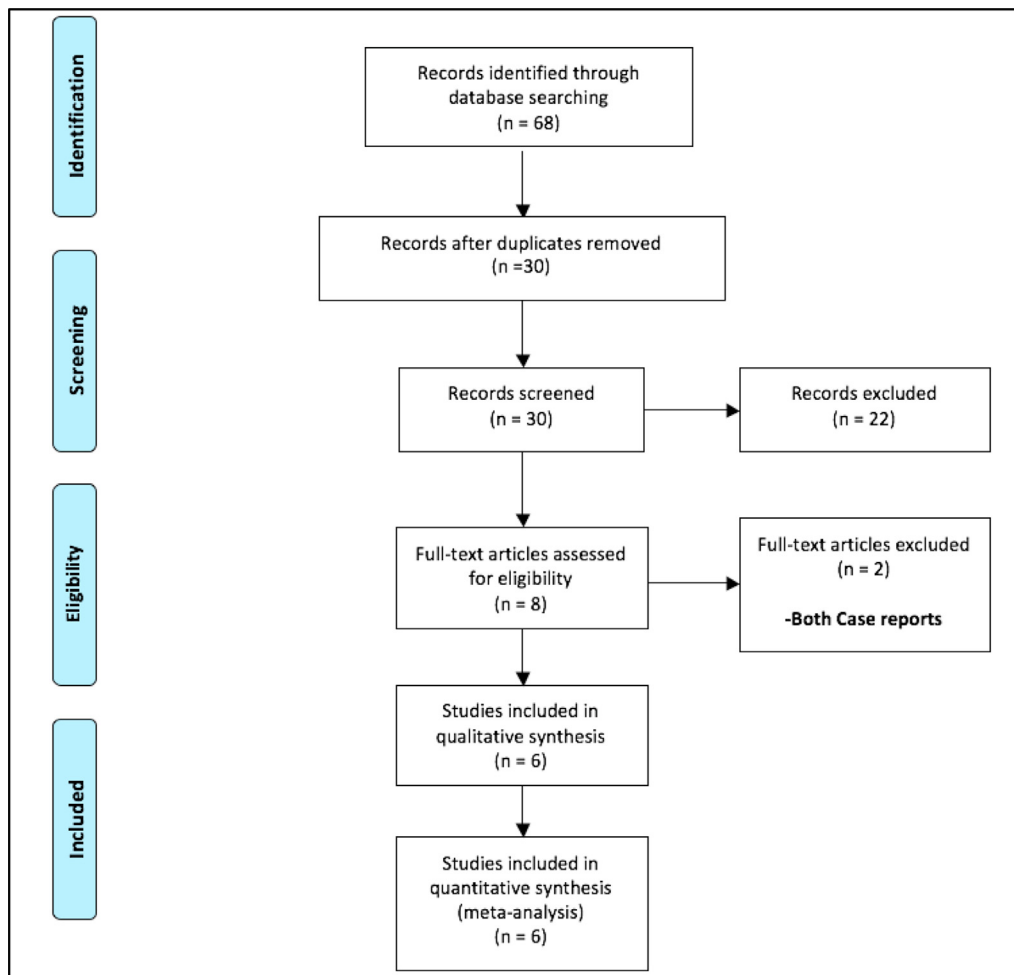 Identification
Records identified through
database searching
(n = 68)
Records after duplicates removed
(n =30)
Screening
Records screened
(n = 30)
Records excluded
(n = 22)
Eligibility
Full-text articles assessed
for eligibility
(n = 8)
Full-text articles excluded
(n = 2)
-Both Case reports
Included
Studies included in
qualitative synthesis
(n = 6)
Studies included in
quantitative synthesis
(meta-analysis)
(n = 6)